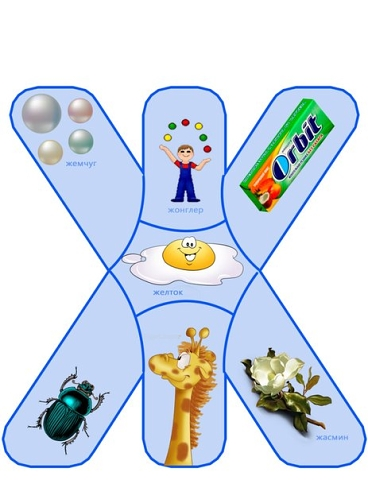 Orbit
жемчуг
жонглер
желток
жасмин